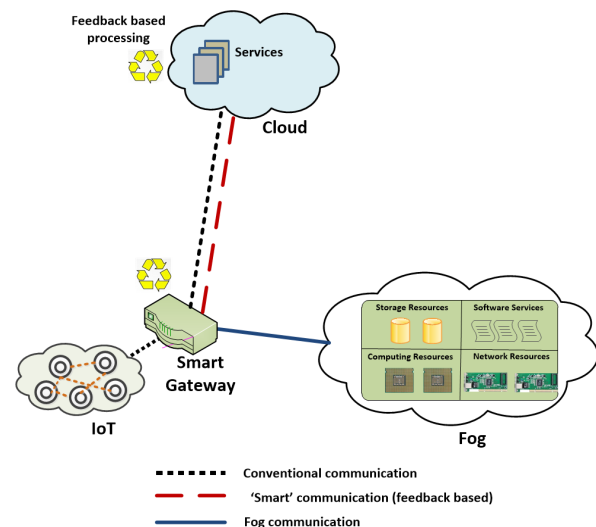 Feedback based
processing
Services
Cloud
Smart
Gateway
IoT
Storage Resources
Software Services
Computing Resources
Network Resources
Fog
Conventional communication
'Smart' communication (feedback based)
Fog communication